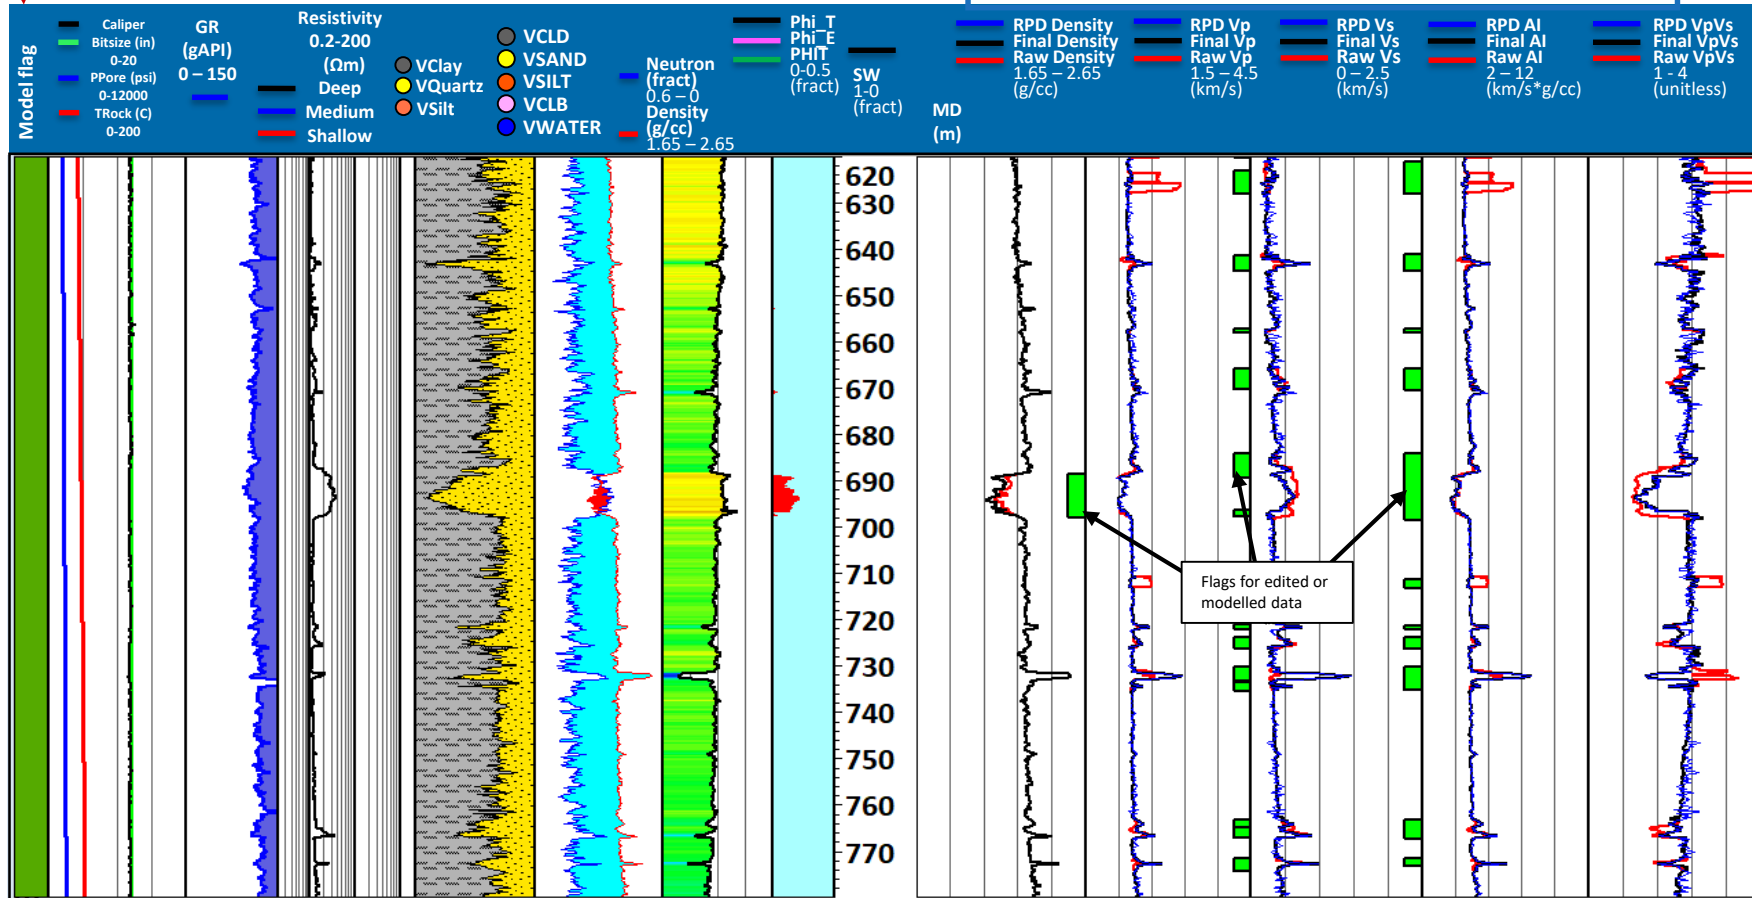 Model flag
Caliper
Bitsize (in)
0-20
PPore (psi)
0-12000
TRock (C)
0-200
GR
(gAPI)
0 – 150
Resistivity
0.2-200
(Ωm)
Deep
Medium
Shallow
VClay
VQuartz
VSilt
VCLD
VSAND
VSILT
VCLB
VWATER
Neutron
(fract)
0.6 – 0
Density
(g/cc)
1.65 – 2.65
Phi_T
Phi_E
PHIT
0-0.5
(fract)
SW
1-0
(fract)
MD
(m)
RPD Density
Final Density
Raw Density
1.65 – 2.65
(g/cc)
RPD Vp
Final Vp
Raw Vp
1.5 – 4.5
(km/s)
RPD Vs
Final Vs
Raw Vs
0 – 2.5
(km/s)
RPD AI
Final AI
Raw AI
2 – 12
(km/s*g/cc)
RPD VpVs
Final VpVs
Raw VpVs
1 - 4
(unitless)
620
630
640
650
660
670
680
690
700
710
720
730
740
750
760
770
Flags for edited or
modelled data